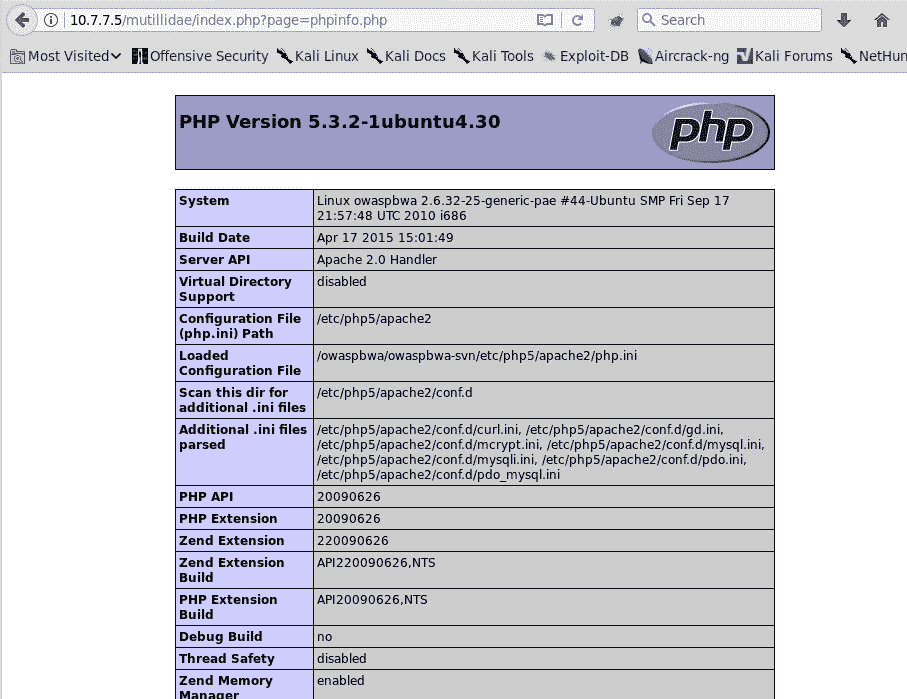 10.7.7.5/mutillidae/index.php?page=phpinfo.php
Search
Most Visited
Offensive Security
Kali Linux
Kali Docs
Kali Tools
Exploit-DB
Aircrack-ng
Kali Forums
NetHun
PHP Version 5.3.2-1ubuntu4.30
php
System
Linux owaspbwa 2.6.32-25-generic-pae #44-Ubuntu SMP Fri Sep 17
21:57:48 UTC 2010 i686
Build Date
Apr 17 2015 15:01:49
Server API
Apache 2.0 Handler
Virtual Directory
Support
disabled
Configuration File
(php.ini) Path
/etc/php5/apache2
Loaded
Configuration File
/owaspbwa/owaspbwa-svn/etc/php5/apache2/php.ini
Scan this dir for
additional .ini files
/etc/php5/apache2/conf.d
Additional .ini files
parsed
/etc/php5/apache2/conf.d/curl.ini, /etc/php5/apache2/conf.d/gd.ini,
/etc/php5/apache2/conf.d/mcrypt.ini, /etc/php5/apache2/conf.d/mysql.ini,
/etc/php5/apache2/conf.d/mysqli.ini, /etc/php5/apache2/conf.d/pdo.ini,
/etc/php5/apache2/conf.d/pdo_mysql.ini
PHP API
20090626
PHP Extension
20090626
Zend Extension
220090626
Zend Extension
Build
API220090626,NTS
PHP Extension
Build
API20090626,NTS
Debug Build
no
Thread Safety
disabled
Zend Memory
Manager
enabled